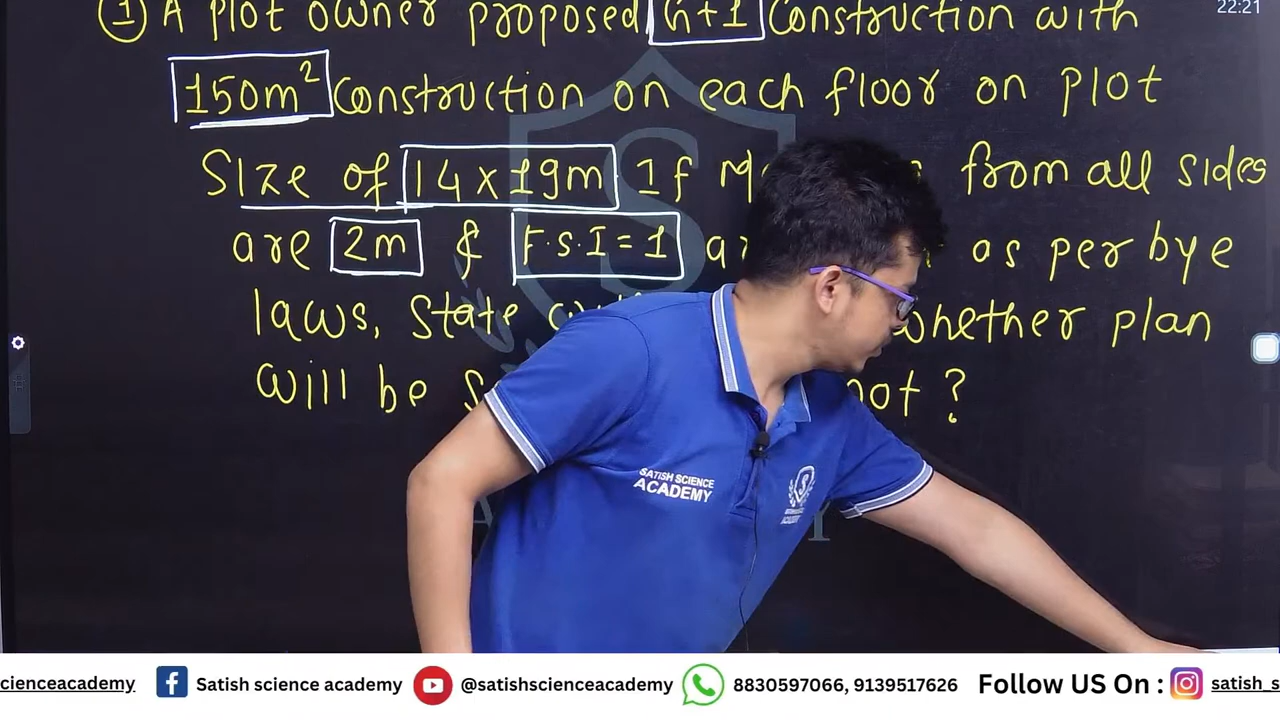 ① A plot owner proposed G+1 Construction with
22:21
150m² Construction on each floor on plot
Size of 14 x 19m If from all sides
are 2m & F.S.I = 1 as per bye
laws, State whether plan
will be not ?
SATISH SCIENCE
ACADEMY
cienceacademy Satish science academy @satishscienceacademy 8830597066, 9139517626 Follow US On : satish_s